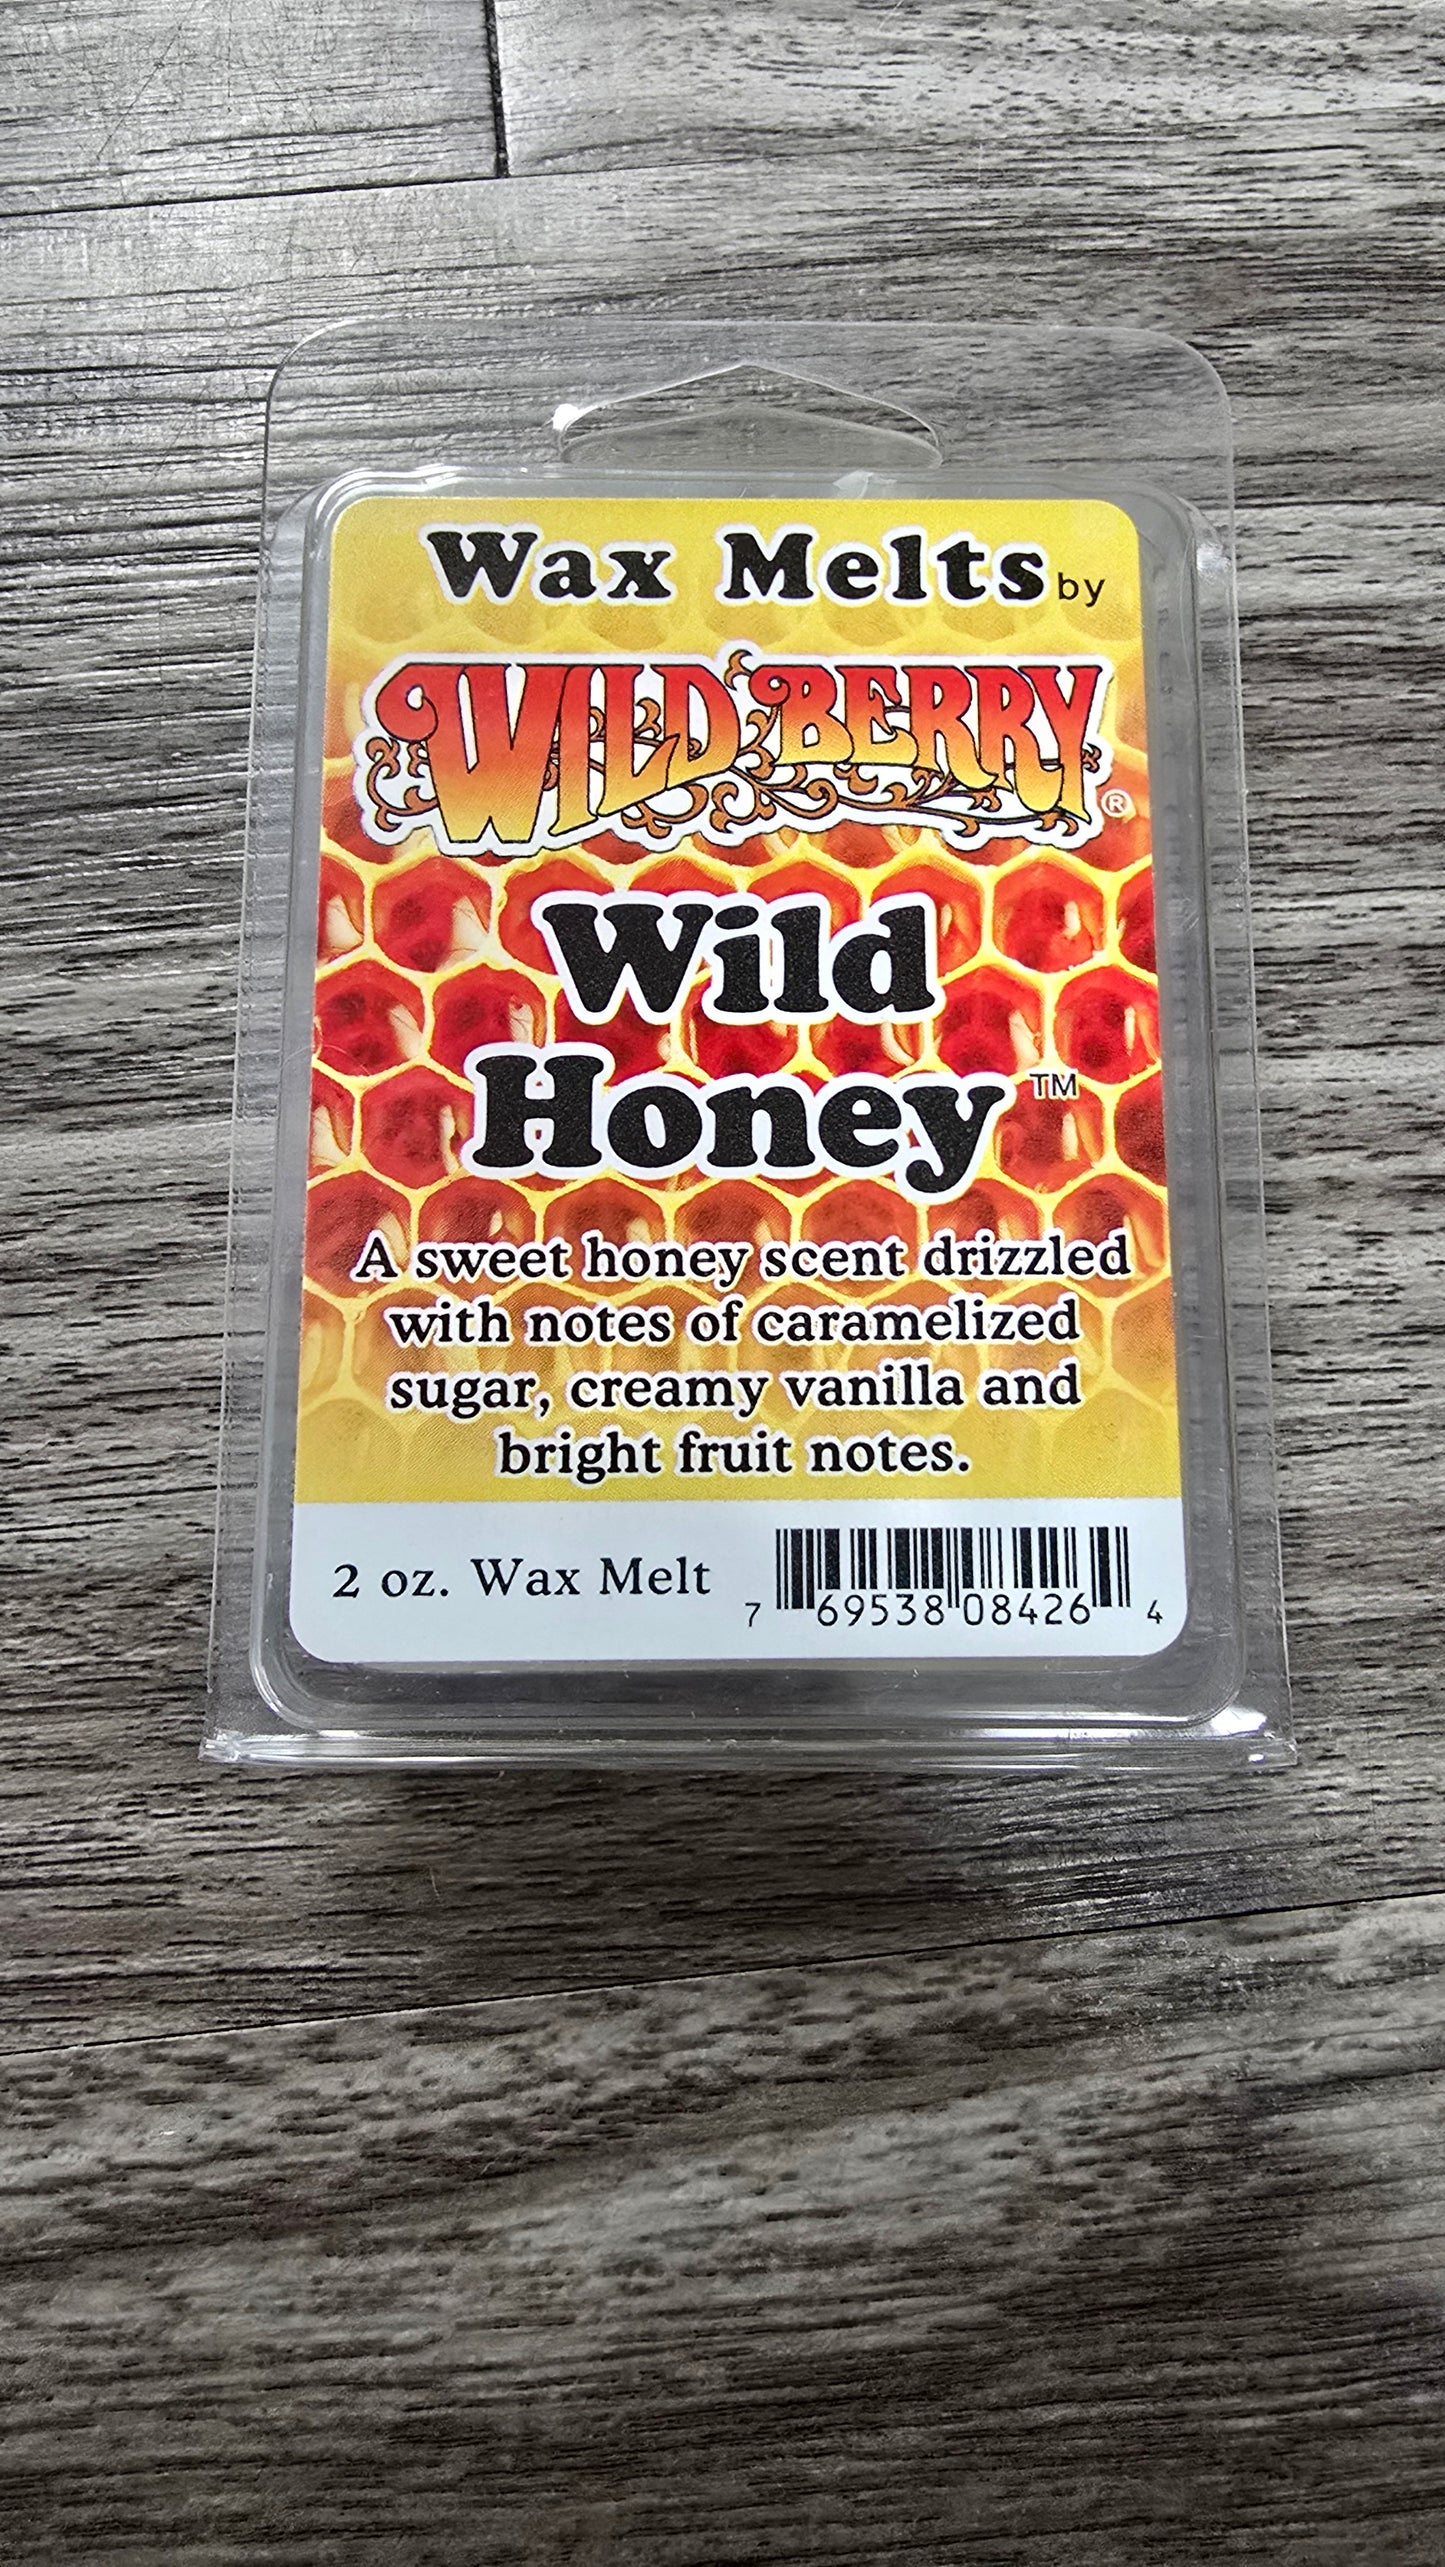 Wax Melts by
WILD BERRY®
Wild
Honey™
A sweet honey scent drizzled
with notes of caramelized
sugar, creamy vanilla and
bright fruit notes.
2 oz. Wax Melt
7 69538 08426 4